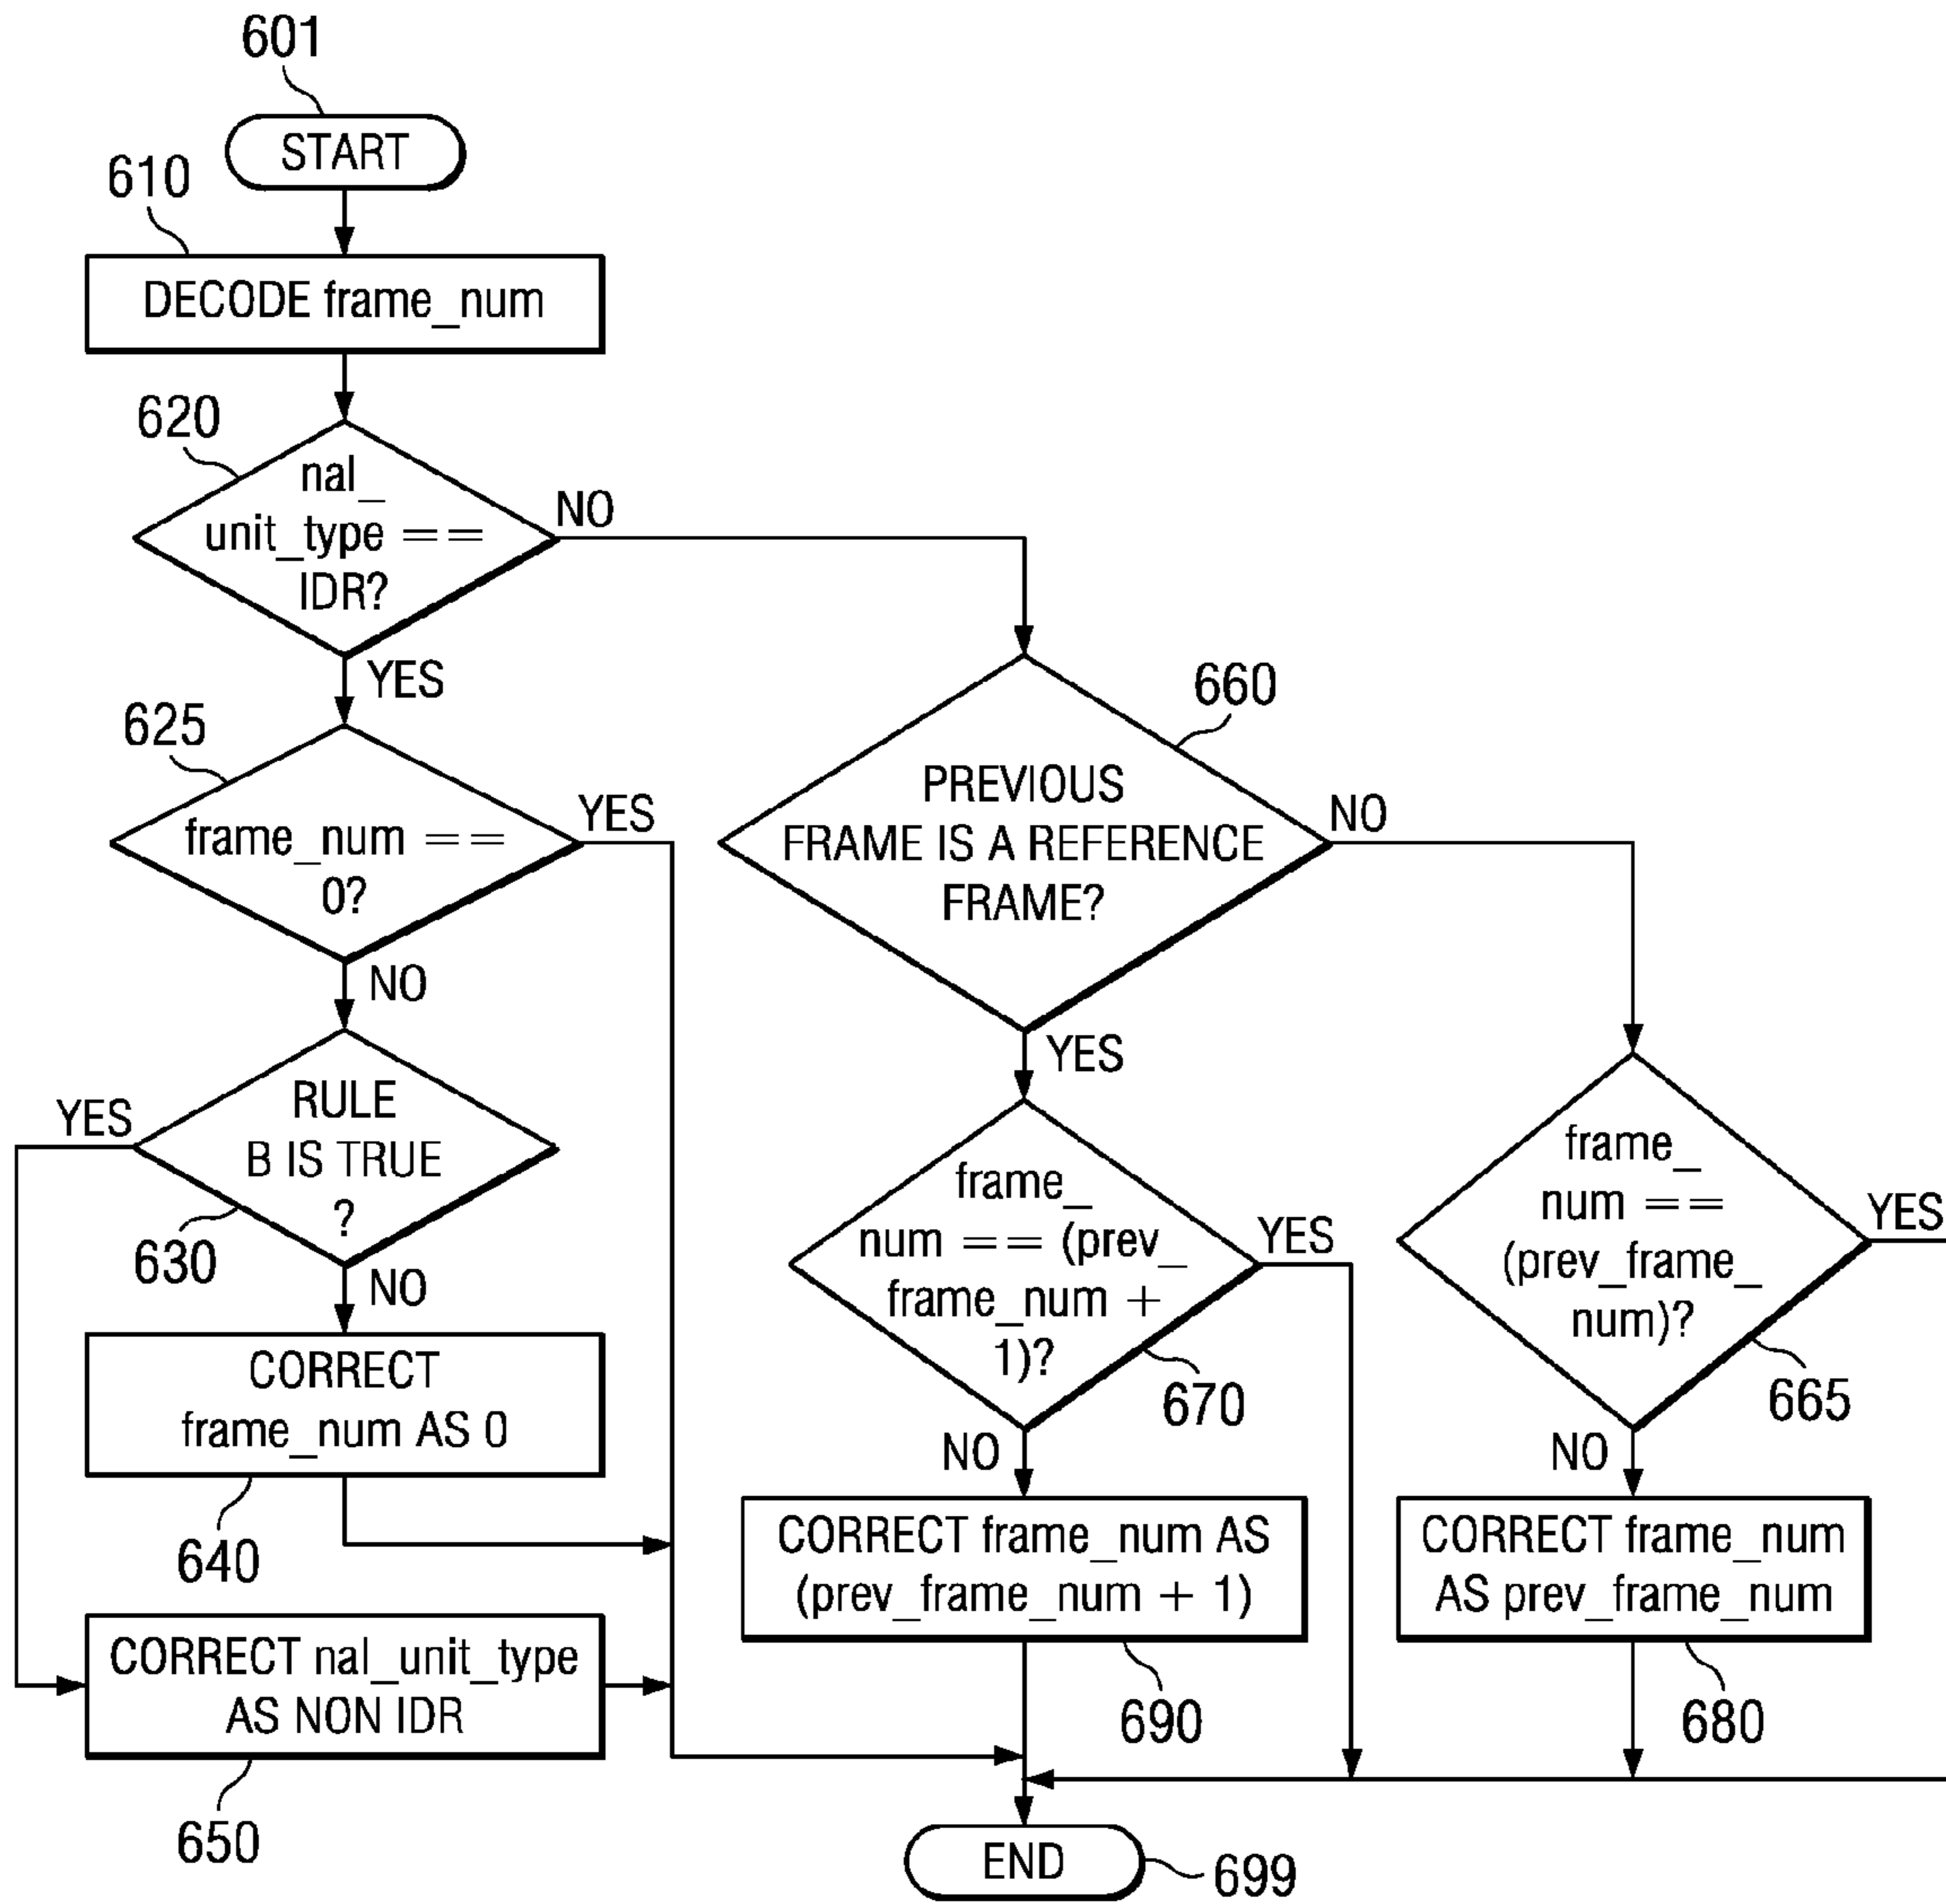 601
START
610
DECODE frame_num
620
nal_
unit_type ==
IDR?
NO
YES
625
frame_num ==
0?
YES
NO
660
PREVIOUS
FRAME IS A REFERENCE
FRAME?
NO
YES
RULE
B IS TRUE
?
YES
630
NO
frame_
num == (prev_
frame_num +
1)?
YES
670
NO
frame_
num ==
(prev_frame_
num)?
YES
665
NO
CORRECT
frame_num AS 0
640
CORRECT nal_unit_type
AS NON IDR
650
CORRECT frame_num AS
(prev_frame_num + 1)
690
CORRECT frame_num
AS prev_frame_num
680
END
699